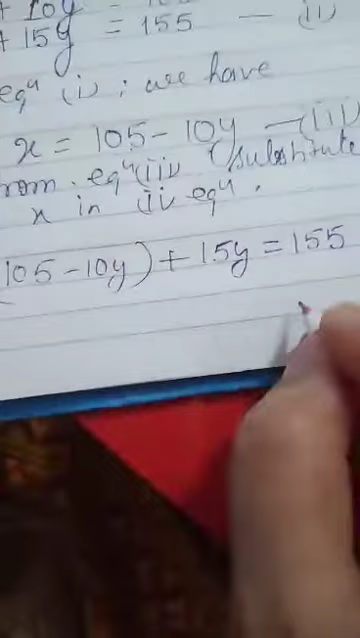 + 10y =
+ 15y = 155 — (ii)
eqⁿ (i) ; we have
x = 105 - 10y — (iii)
from eqⁿ (iii) substitute
x in (ii) eqⁿ.
(105 - 10y) + 15y = 155